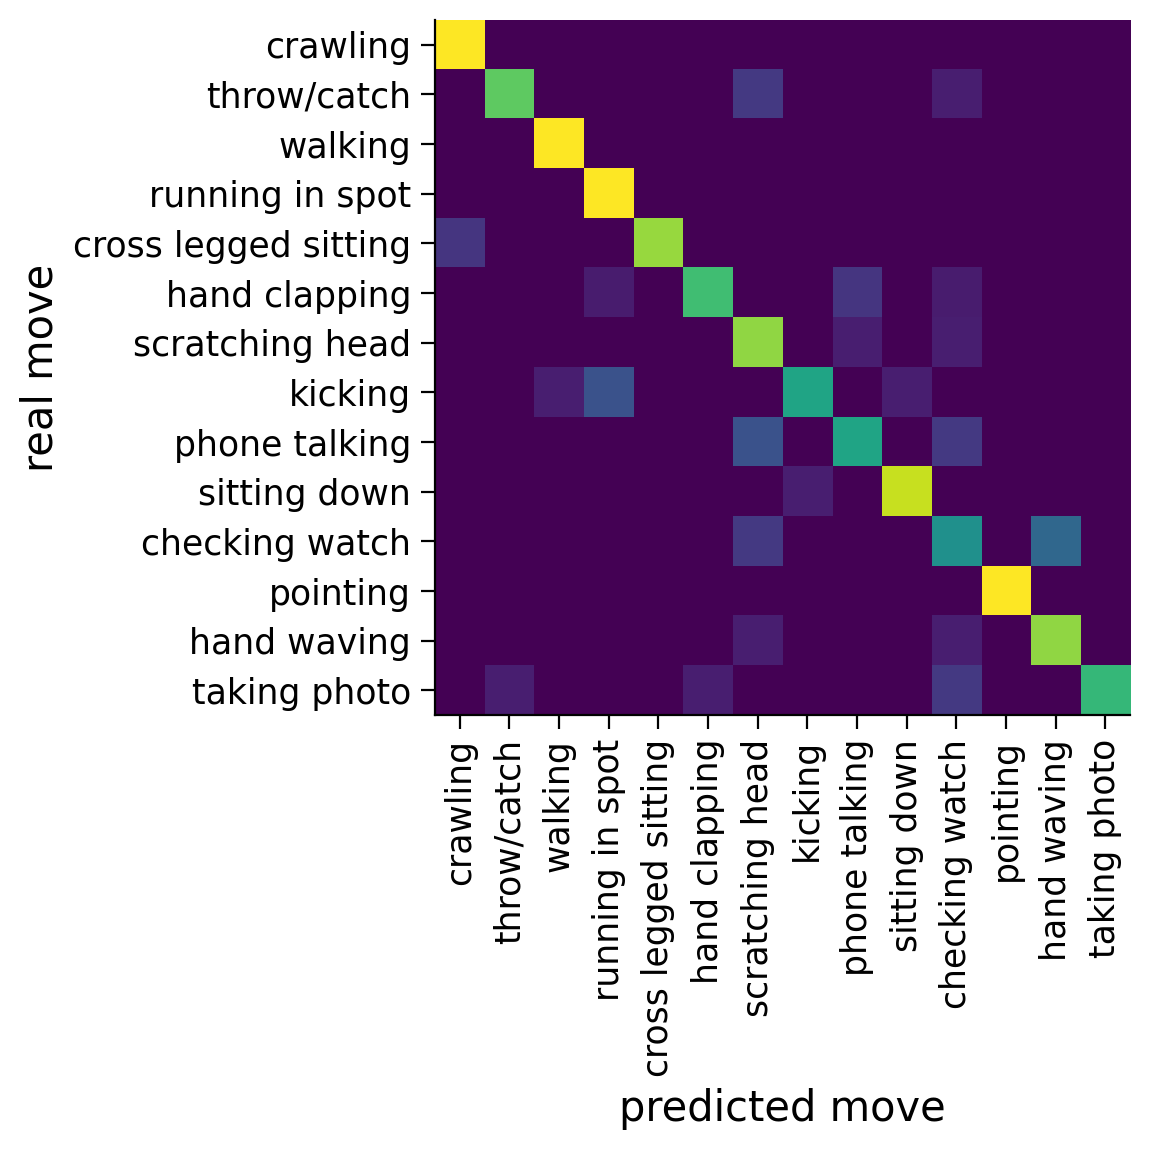 crawling
throw/catch
walking
running in spot
cross legged sitting
hand clapping
scratching head
kicking
phone talking
sitting down
checking watch
pointing
hand waving
taking photo
real move
crawling
throw/catch
walking
running in spot
cross legged sitting
hand clapping
scratching head
kicking
phone talking
sitting down
checking watch
pointing
hand waving
taking photo
predicted move